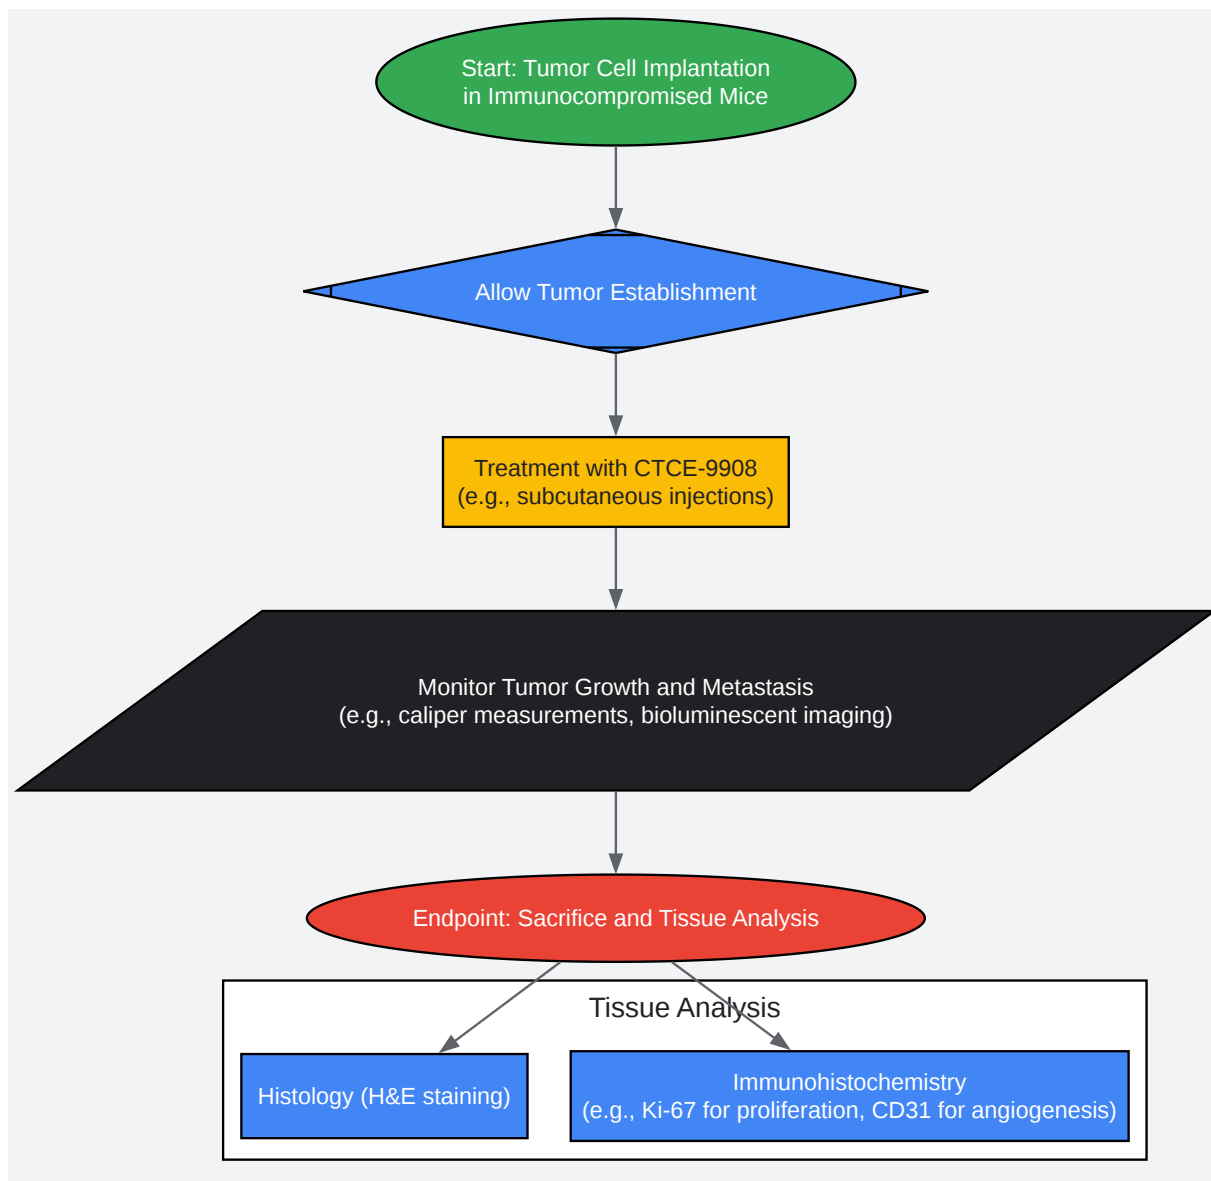 Start: Tumor Cell Implantation
in Immunocompromised Mice
Allow Tumor Establishment
Treatment with CTCE-9908
(e.g., subcutaneous injections)
Monitor Tumor Growth and Metastasis
(e.g., caliper measurements, bioluminescent imaging)
Endpoint: Sacrifice and Tissue Analysis
Tissue Analysis
Histology (H&E staining)
Immunohistochemistry
(e.g., Ki-67 for proliferation, CD31 for angiogenesis)